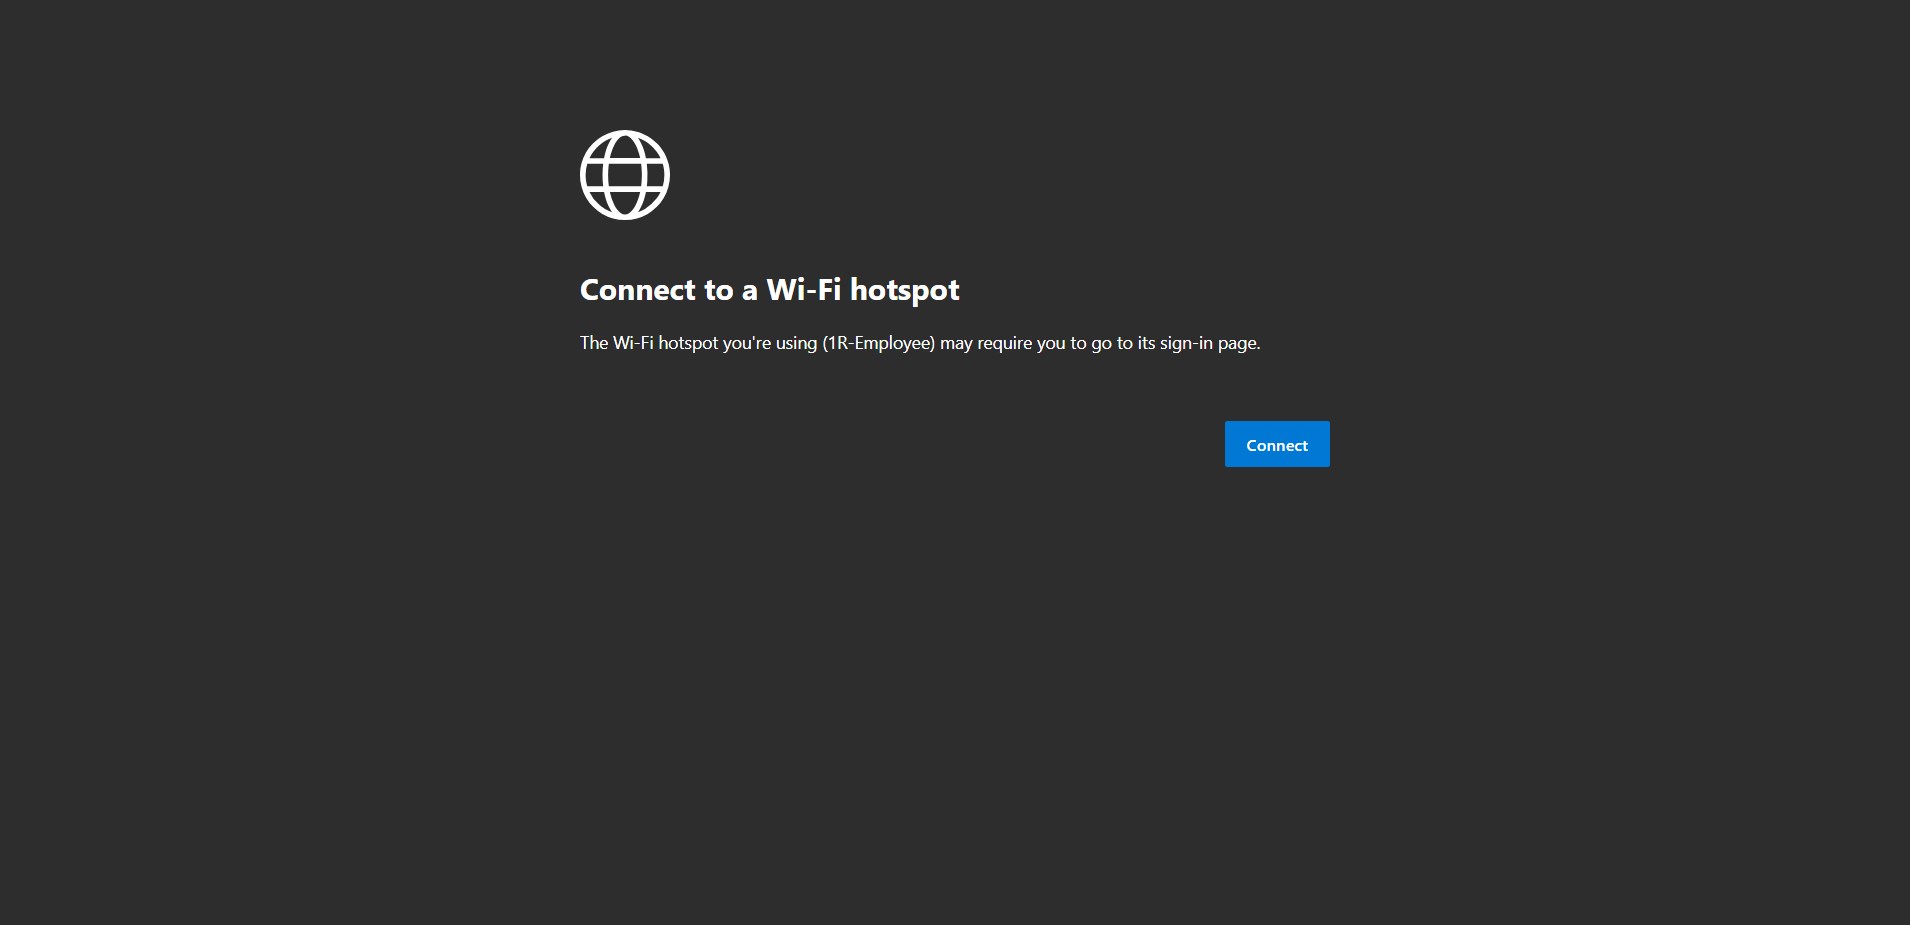 Connect to a Wi-Fi hotspot
The Wi-Fi hotspot you're using (1R-Employee) may require you to go to its sign-in page.
Connect